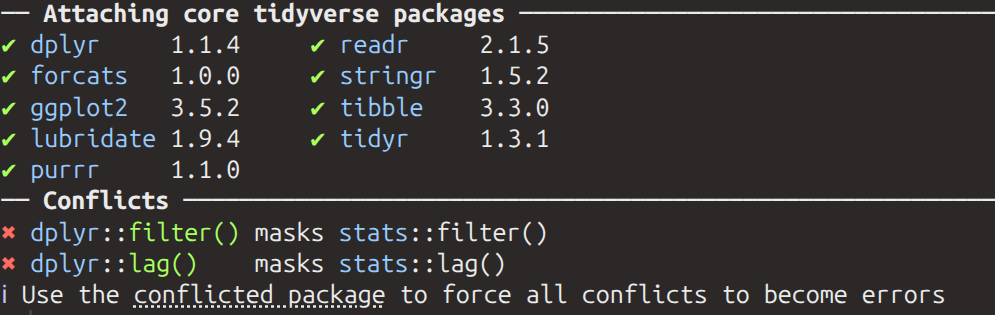 ── Attaching core tidyverse packages ──
✔ dplyr     1.1.4     ✔ readr     2.1.5
✔ forcats   1.0.0     ✔ stringr   1.5.2
✔ ggplot2   3.5.2     ✔ tibble    3.3.0
✔ lubridate 1.9.4     ✔ tidyr     1.3.1
✔ purrr     1.1.0
── Conflicts ──
✖ dplyr::filter() masks stats::filter()
✖ dplyr::lag()    masks stats::lag()
ℹ Use the conflicted package to force all conflicts to become errors